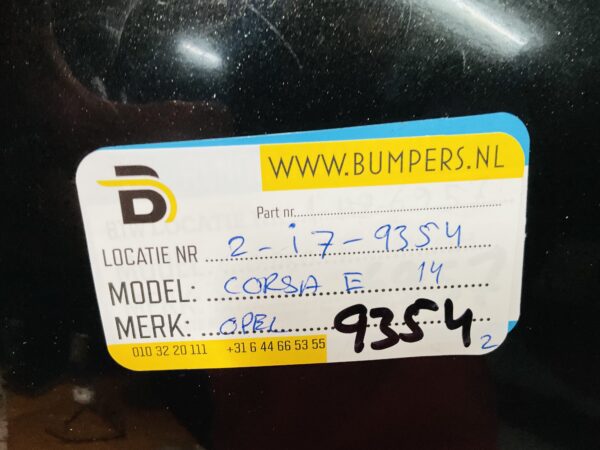 WWW.BUMPERS.NL
Part nr.
LOCATIE NR 2-i7-9354
MODEL: CORSA E 14
MERK: OPEL 9354 2
010 32 20 111 +31 6 44 66 53 55